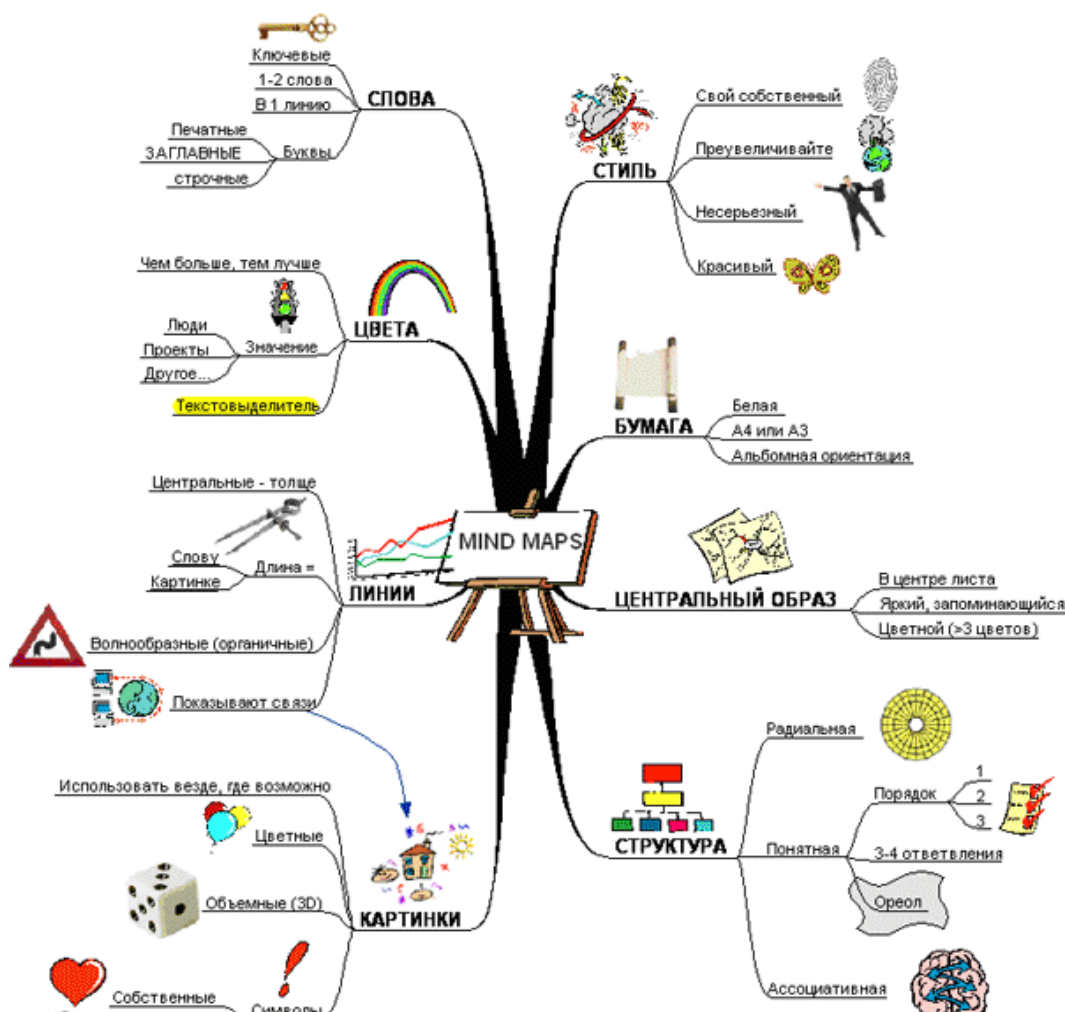 Ключевые
1-2 слова
В 1 линию
СЛОВА
Печатные
ЗАГЛАВНЫЕ
строчные
Буквы
Чем больше, тем лучше
ЦВЕТА
Люди
Проекты
Другое...
Значение
Текстовыделитель
Центральные - толще
Слову
Картинке
Длина =
ЛИНИИ
Волнообразные (органичные)
Показывают связи
Использовать везде, где возможно
Цветные
Объемные (3D)
КАРТИНКИ
Собственные
Символы
MIND MAPS
СТИЛЬ
Свой собственный
Преувеличивайте
Несерьезный
Красивый
БУМАГА
Белая
А4 или А3
Альбомная ориентация
ЦЕНТРАЛЬНЫЙ ОБРАЗ
В центре листа
Яркий, запоминающийся
Цветной (>3 цветов)
СТРУКТУРА
Радиальная
Понятная
Порядок
1
2
3
3-4 ответвления
Ореол
Ассоциативная